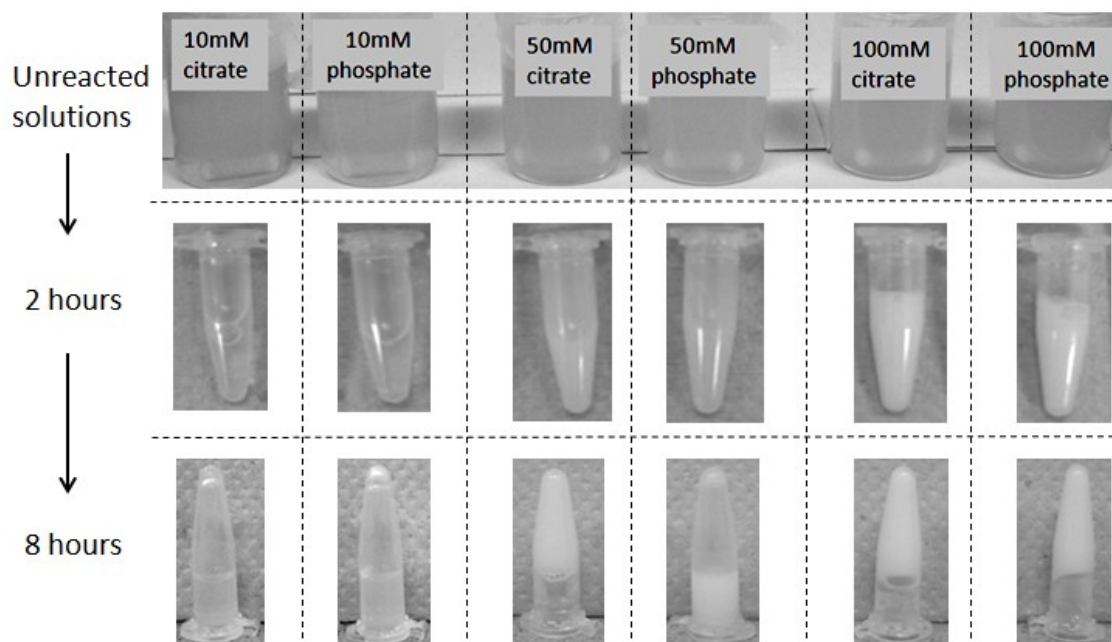 10mM
citrate
10mM
phosphate
50mM
citrate
50mM
phosphate
100mM
citrate
100mM
phosphate
Unreacted
solutions
2 hours
8 hours